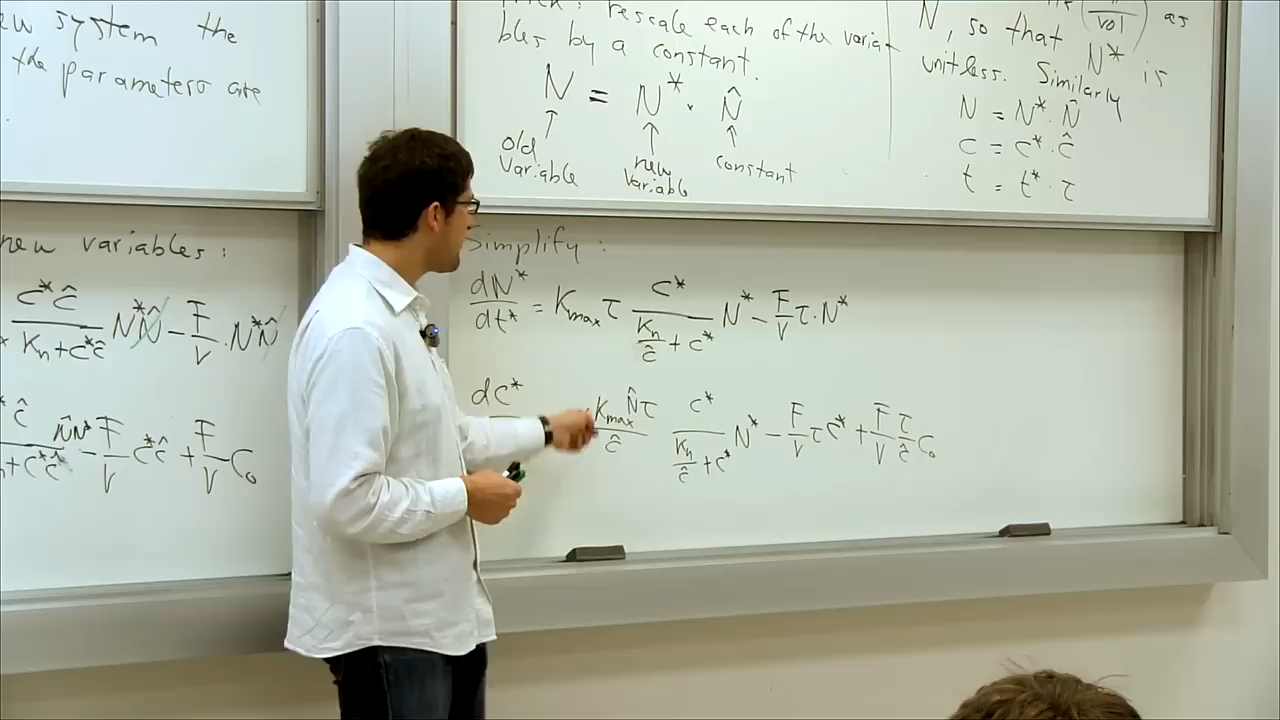 system the
the parameters are
rescale each of the varia-
bles by a constant.
N = N* · N̂
↑ ↑ ↑
old variable
new variable
constant
N, so that N* is
unitless. Similarly
N = N* · N̂
c = c* · ĉ
t = t* · τ
new variables:
c*ĉ / (Kn + c*ĉ) N*N̂ − F/V · N*N̂
N̂N* − F/V c*ĉ + F/V C₀
Simplify:
dN*/dt* = Kmax τ c* / (Kn/ĉ + c*) N* − F/V τ · N*
dc* Kmax N̂ τ / ĉ c* / (Kn/ĉ + c*) N* − F/V τ c* + F/V τ/ĉ C₀